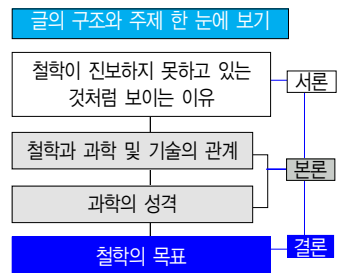 글의 구조와 주제 한 눈에 보기
철학이 진보하지 못하고 있는
것처럼 보이는 이유
서론
철학과 과학 및 기술의 관계
본론
과학의 성격
철학의 목표
결론